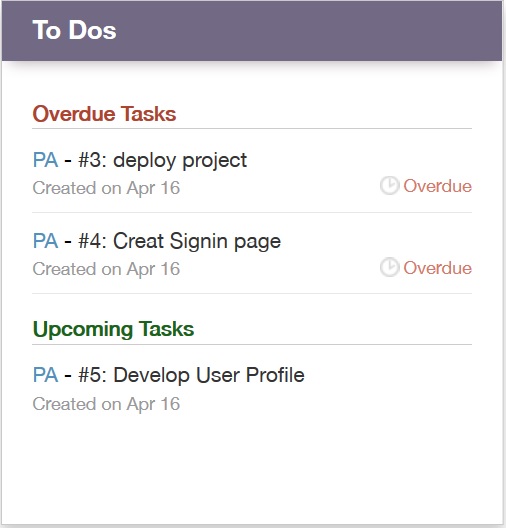 To Dos
Overdue Tasks
PA - #3: deploy project
Created on Apr 16
Overdue
PA - #4: Creat Signin page
Created on Apr 16
Overdue
Upcoming Tasks
PA - #5: Develop User Profile
Created on Apr 16